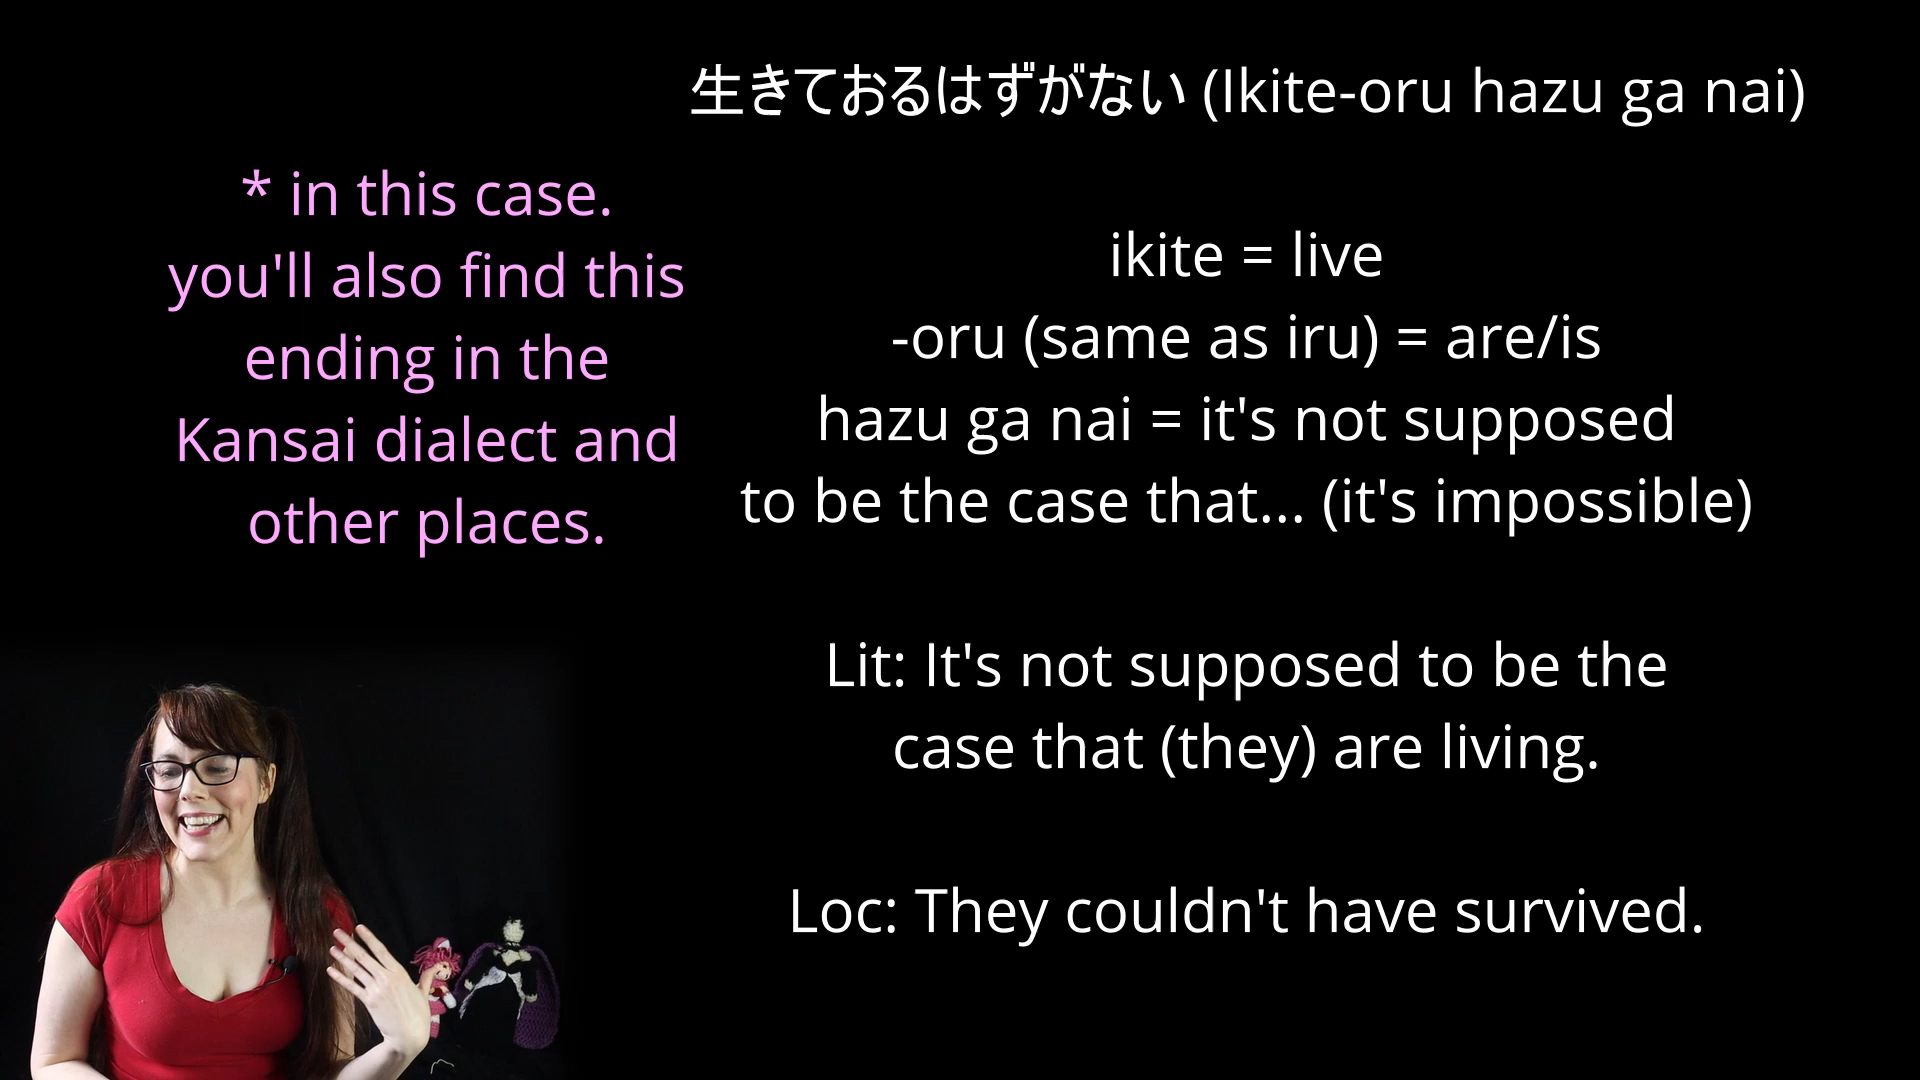 生きておるはずがない (Ikite-oru hazu ga nai)
* in this case.
you'll also find this
ending in the
Kansai dialect and
other places.
ikite = live
-oru (same as iru) = are/is
hazu ga nai = it's not supposed
to be the case that... (it's impossible)
Lit: It's not supposed to be the
case that (they) are living.
Loc: They couldn't have survived.